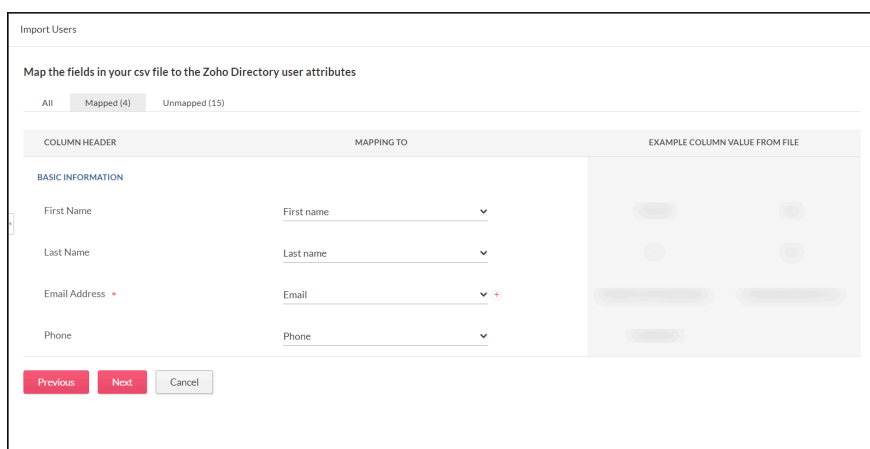 Import Users
Map the fields in your csv file to the Zoho Directory user attributes
All Mapped (4) Unmapped (15)
COLUMN HEADER MAPPING TO EXAMPLE COLUMN VALUE FROM FILE
BASIC INFORMATION
First Name First name
Last Name Last name
Email Address * Email +
Phone Phone
Previous Next Cancel